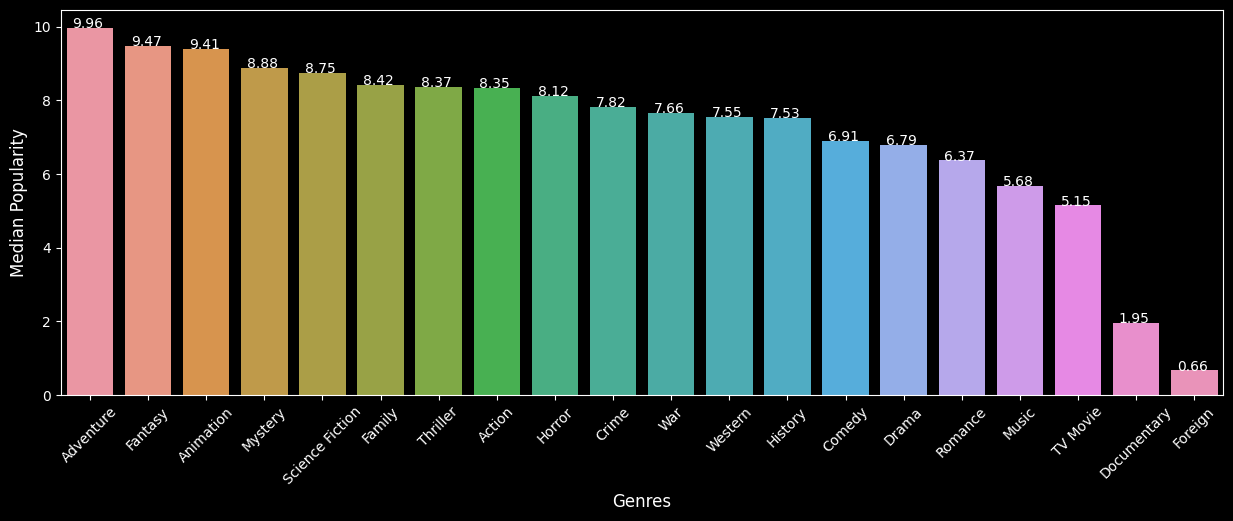 10
8
6
4
2
0
Median Popularity
9.96
9.47
9.41
8.88
8.75
8.42
8.37
8.35
8.12
7.82
7.66
7.55
7.53
6.91
6.79
6.37
5.68
5.15
1.95
0.66
Adventure
Fantasy
Animation
Mystery
Science Fiction
Family
Thriller
Action
Horror
Crime
War
Western
History
Comedy
Drama
Romance
Music
TV Movie
Documentary
Foreign
Genres